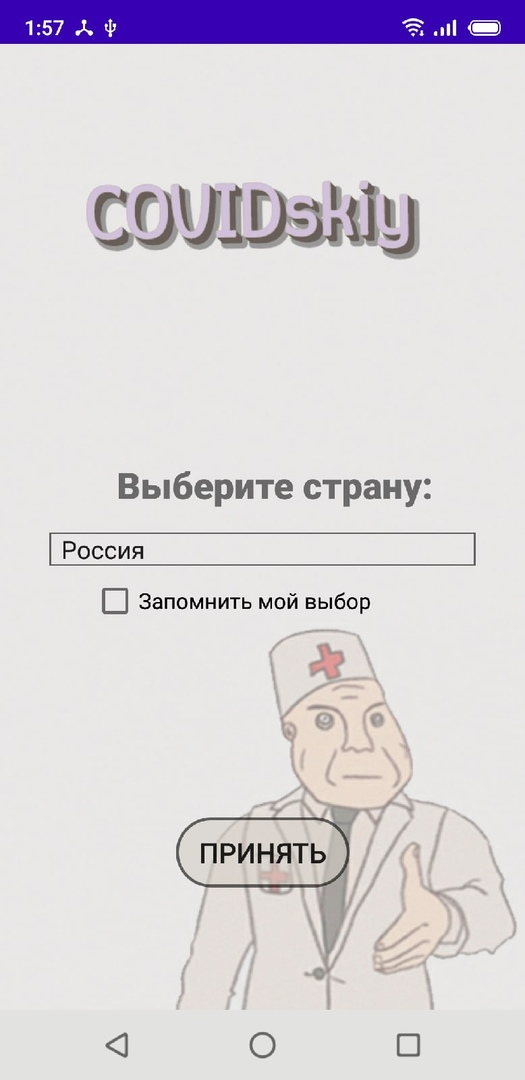 1:57
COVIDskiy
Выберите страну:
Россия
Запомнить мой выбор
ПРИНЯТЬ